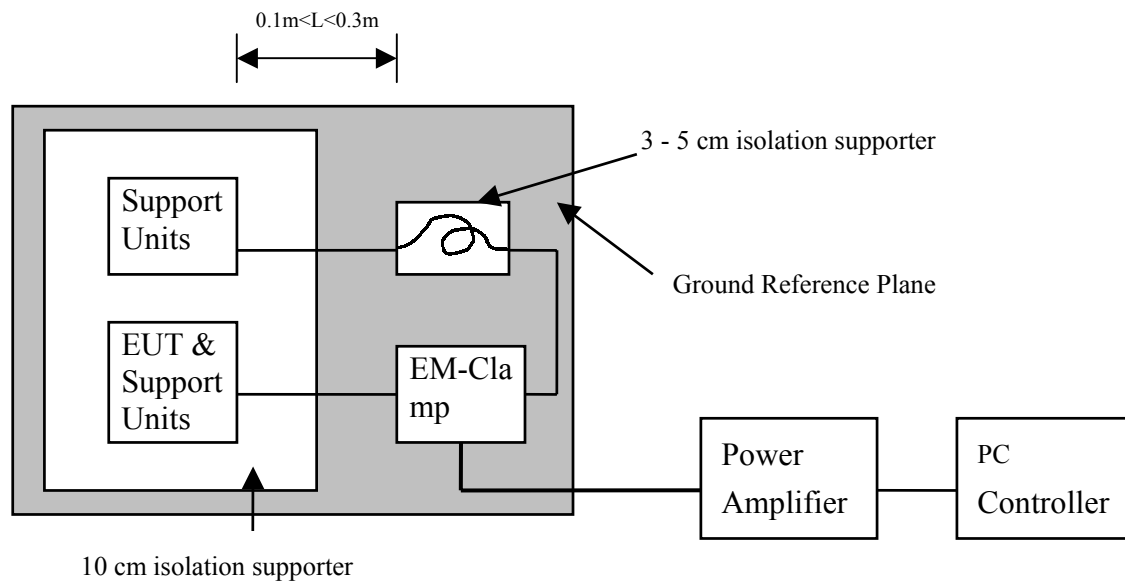 0.1m<L<0.3m
3 - 5 cm isolation supporter
Support
Units
Ground Reference Plane
EUT &
Support
Units
EM-Cla
mp
Power
Amplifier
PC
Controller
10 cm isolation supporter